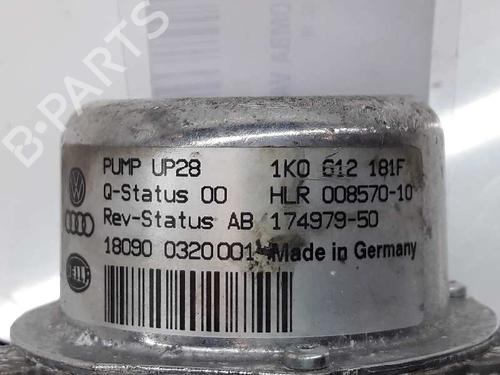 B-PARTS
PUMP UP28 1K0 612 181F
Q-Status 00 HLR 008570-10
Rev-Status AB 174979-50
18090 0320001 Made in Germany